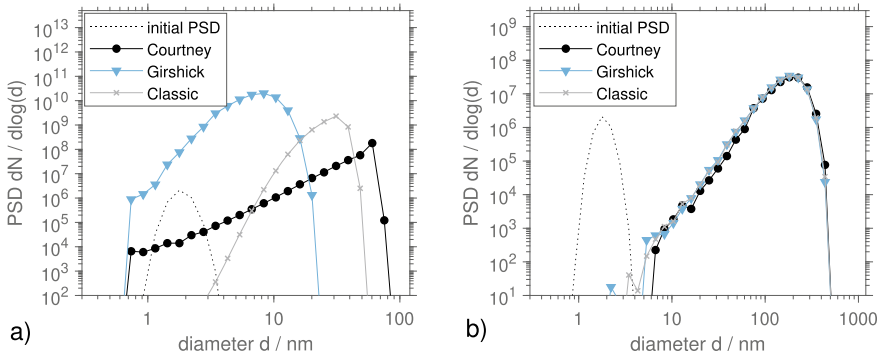 10^13
10^12
10^11
10^10
10^9
10^8
10^7
10^6
10^5
10^4
10^3
10^2
PSD dN / dlog(d)
initial PSD
Courtney
Girshick
Classic
1
10
100
diameter d / nm
a)
10^9
10^8
10^7
10^6
10^5
10^4
10^3
10^2
10^1
PSD dN / dlog(d)
initial PSD
Courtney
Girshick
Classic
1
10
100
1000
diameter d / nm
b)